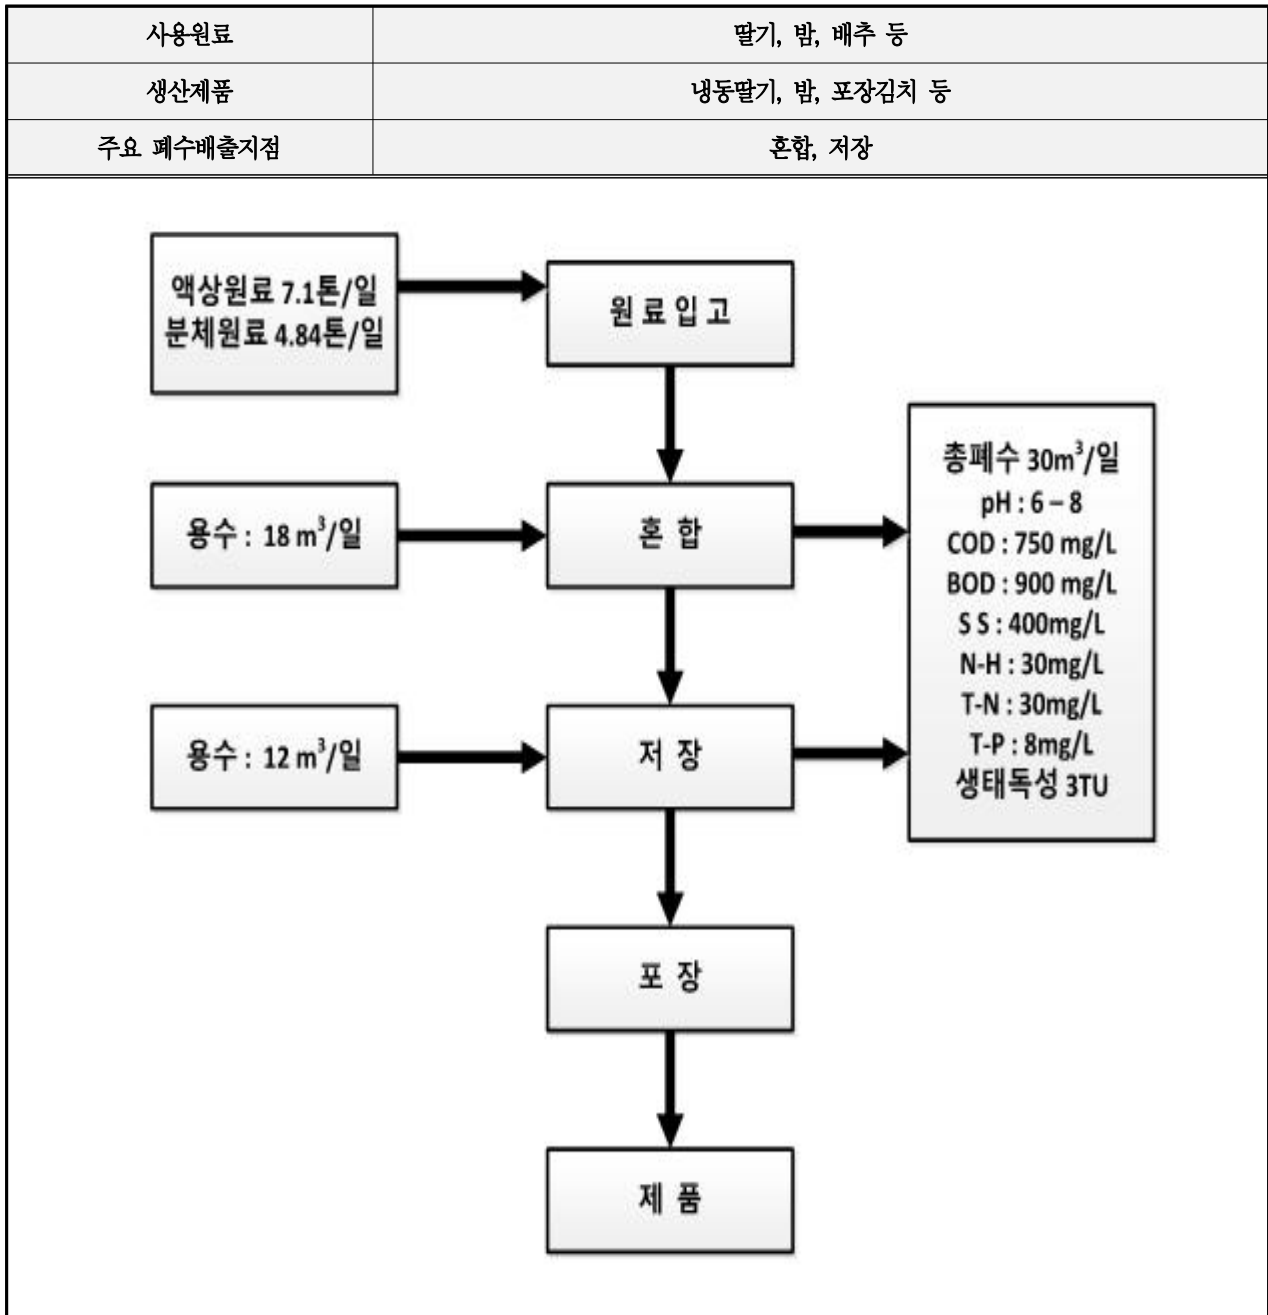 사용원료
딸기, 밤, 배추 등
생산제품
냉동딸기, 밤, 포장김치 등
주요 폐수배출지점
혼합, 저장
액상원료 7.1톤/일
분체원료 4.84톤/일
원 료 입 고
용수 : 18 m³/일
혼 합
총폐수 30m³/일
pH : 6 – 8
COD : 750 mg/L
BOD : 900 mg/L
S S : 400mg/L
N-H : 30mg/L
T-N : 30mg/L
T-P : 8mg/L
생태독성 3TU
용수 : 12 m³/일
저 장
포 장
제 품